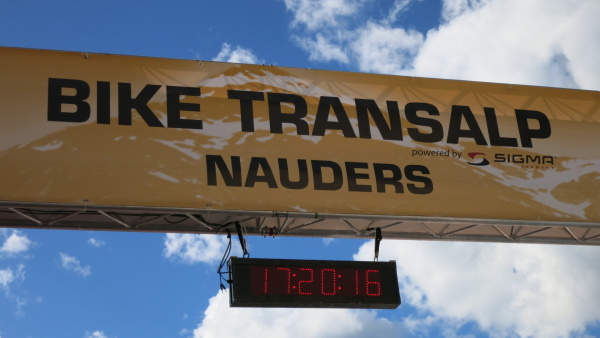 BIKE TRANSALP
powered by SIGMA
NAUDERS
17:20:16